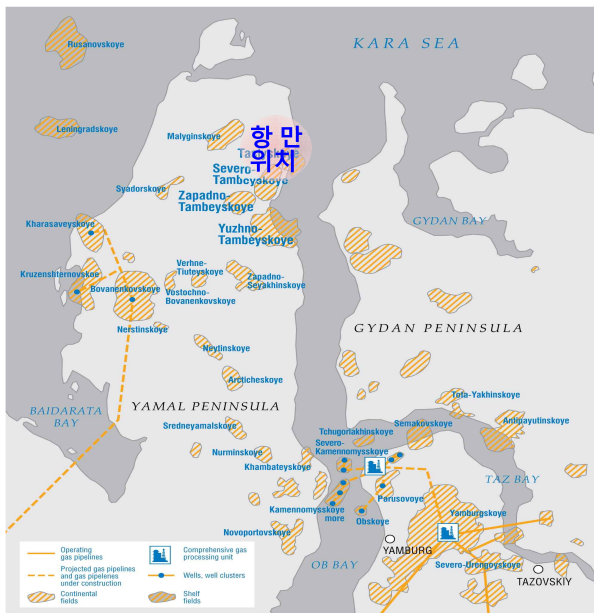 KARA SEA
Rusanovskoye
Leningradskoye
Malyginskoye
항 만
위치
Severo-
Tambeyskoye
Syadorskoye
Zapadno-
Tambeyskoye
Kharasaveyskoye
GYDAN BAY
Yuzhno-
Tambeyskoye
Kruzenshternovskoe
Verhne-
Tiuteyskoye
Zapadno-
Seyakhinskoye
Bovanenkovskoye
Vostochno-
Bovanenkovskoye
Nerstinskoye
GYDAN PENINSULA
Neytinskoye
Arcticheskoye
BAIDARATA
BAY
YAMAL PENINSULA
Tota-Yakhinskoye
Sredneyamalskoye
Tchugoriakhinskoye
Semakovskoye
Antipayutinskoye
Severo-
Kamennomysskoye
Nurminskoye
Khambateyskoye
TAZ BAY
Kamennomysskoye
more
Parusovoye
Obskoye
Yamburgskoye
Novoportovskoye
YAMBURG
OB BAY
Severo-Urengoyskoye
TAZOVSKIY
Operating
gas pipelines
Comprehensive gas
processing unit
Projected gas pipelines
and gas pipelenes
under construction
Wells, well clusters
Continental
fields
Shelf
fields